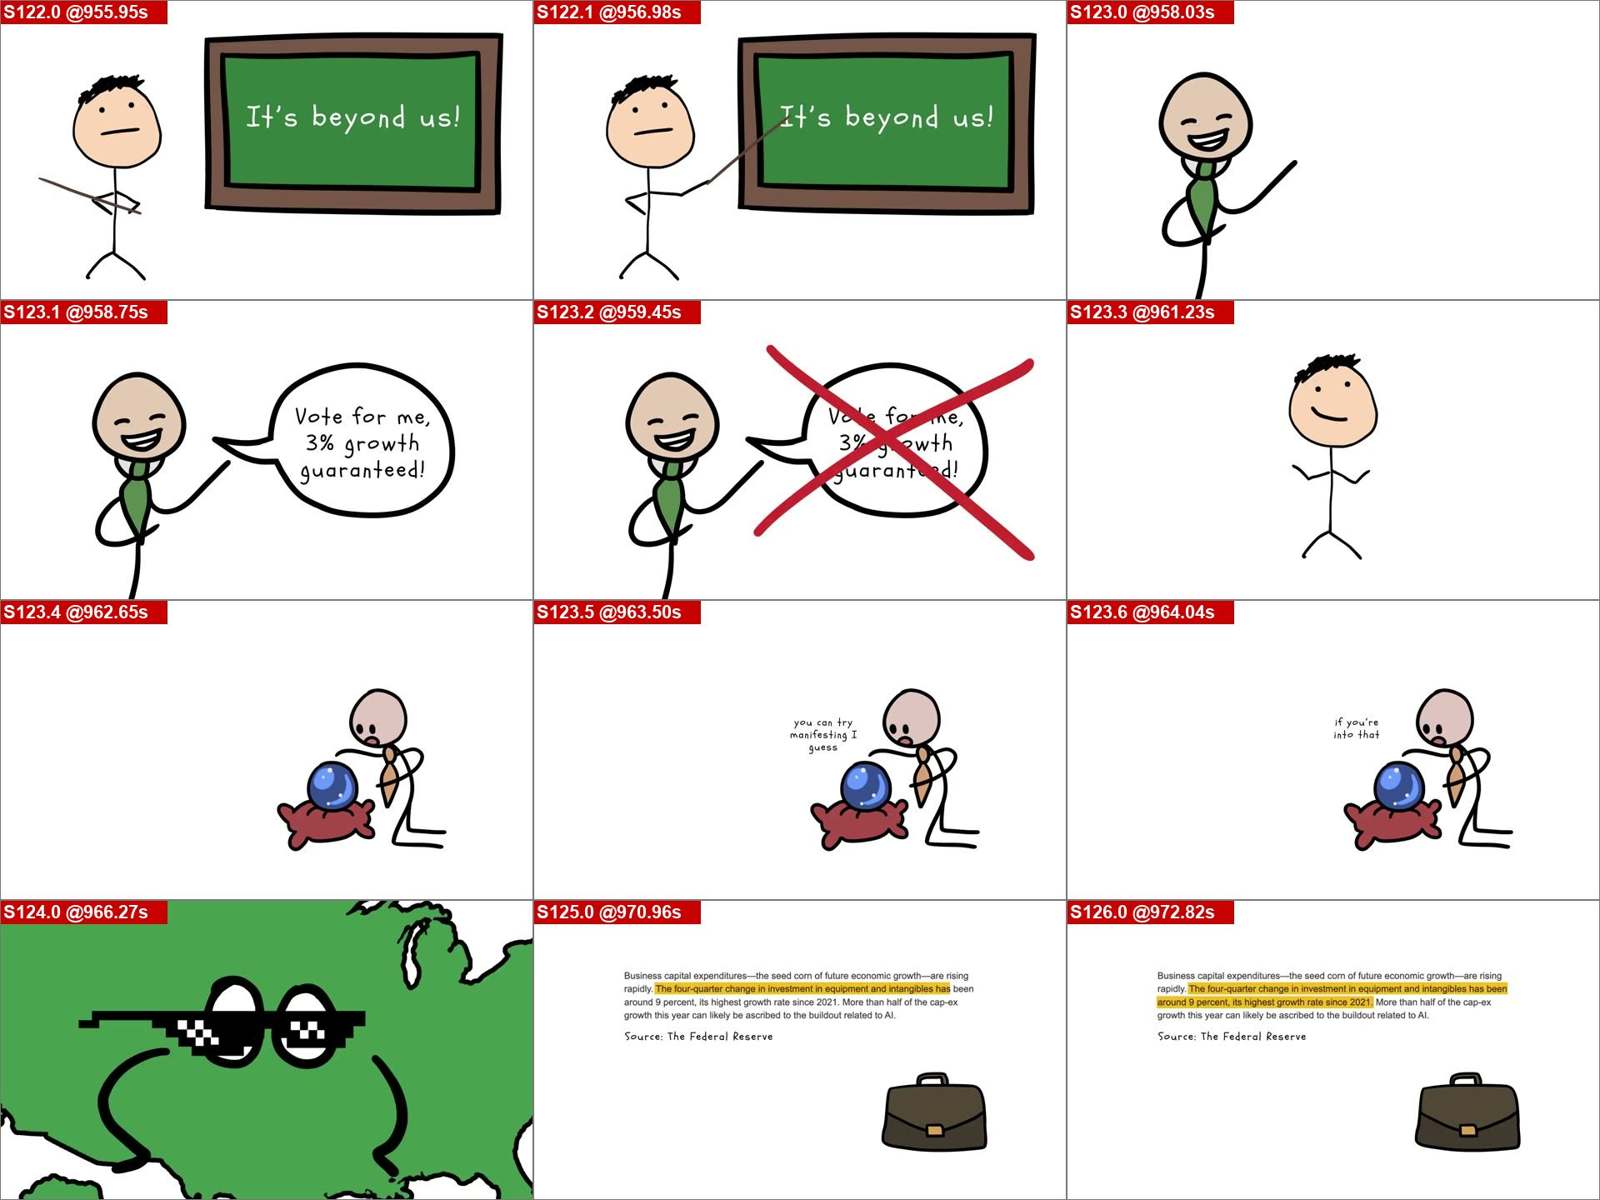 S122.0 @955.95s
It's beyond us!
S122.1 @956.98s
It's beyond us!
S123.0 @958.03s
S123.1 @958.75s
Vote for me,
3% growth
guaranteed!
S123.2 @959.45s
Vote for me,
3% growth
guaranteed!
S123.3 @961.23s
S123.4 @962.65s
S123.5 @963.50s
you can try
manifesting I
guess
S123.6 @964.04s
if you're
into that
S124.0 @966.27s
S125.0 @970.96s
Business capital expenditures—the seed corn of future economic growth—are rising
rapidly. The four-quarter change in investment in equipment and intangibles has been
around 9 percent, its highest growth rate since 2021. More than half of the cap-ex
growth this year can likely be ascribed to the buildout related to AI.
Source: The Federal Reserve
S126.0 @972.82s
Business capital expenditures—the seed corn of future economic growth—are rising
rapidly. The four-quarter change in investment in equipment and intangibles has been
around 9 percent, its highest growth rate since 2021. More than half of the cap-ex
growth this year can likely be ascribed to the buildout related to AI.
Source: The Federal Reserve